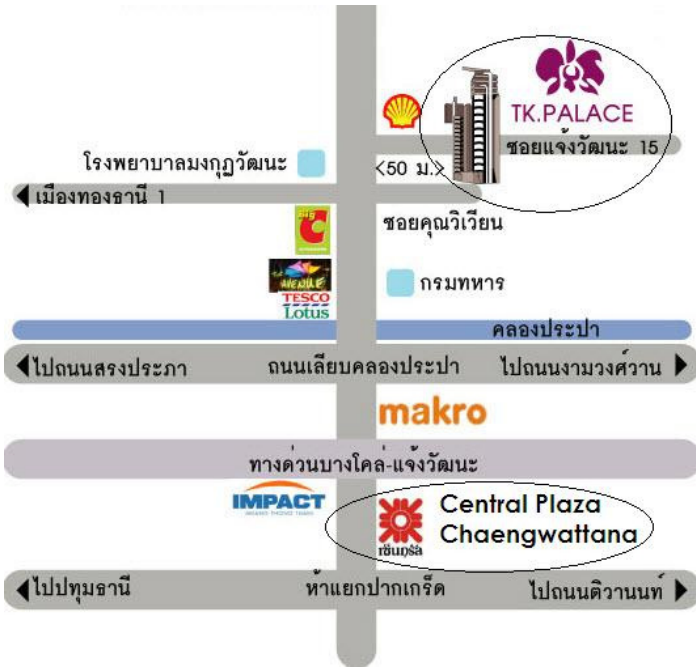 TK.PALACE
ซอยแจ้งวัฒนะ 15
โรงพยาบาลมงกุฎวัฒนะ
<50 ม.>
เมืองทองธานี 1
Big C
ซอยคุณวิเวียน
AVENUE
กรมทหาร
TESCO
Lotus
คลองประปา
ไปถนนสรงประภา
ถนนเลียบคลองประปา
ไปถนนงามวงศ์วาน
makro
ทางด่วนบางโคล่-แจ้งวัฒนะ
IMPACT
Central Plaza
Chaengwattana
เซ็นทรัล
ไปปทุมธานี
ห้าแยกปากเกร็ด
ไปถนนติวานนท์